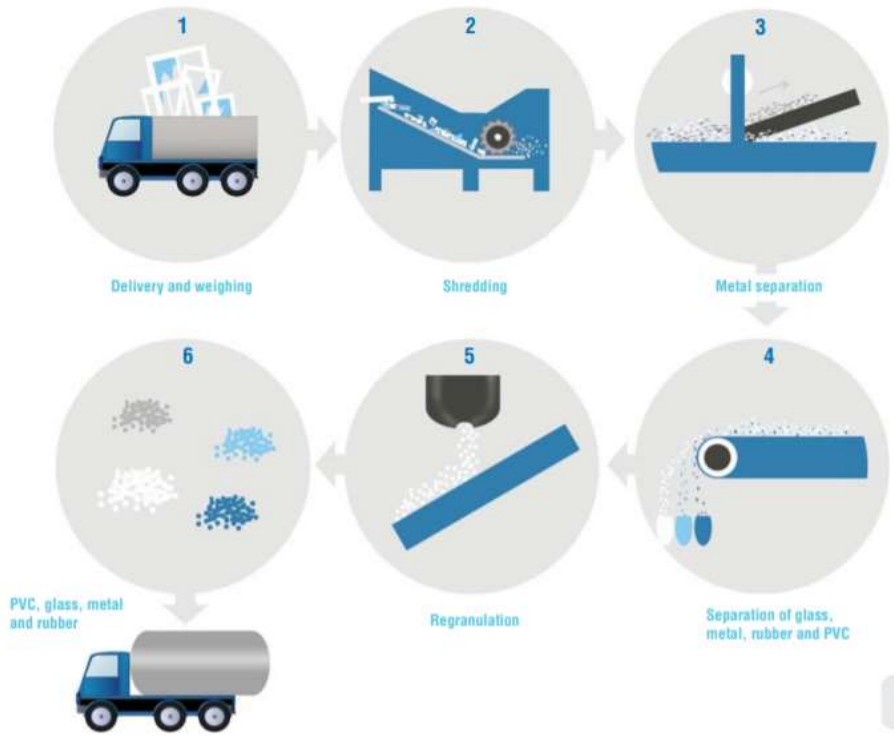 1
2
3
Delivery and weighing
Shredding
Metal separation
6
5
4
PVC, glass, metal
and rubber
Regranulation
Separation of glass,
metal, rubber and PVC